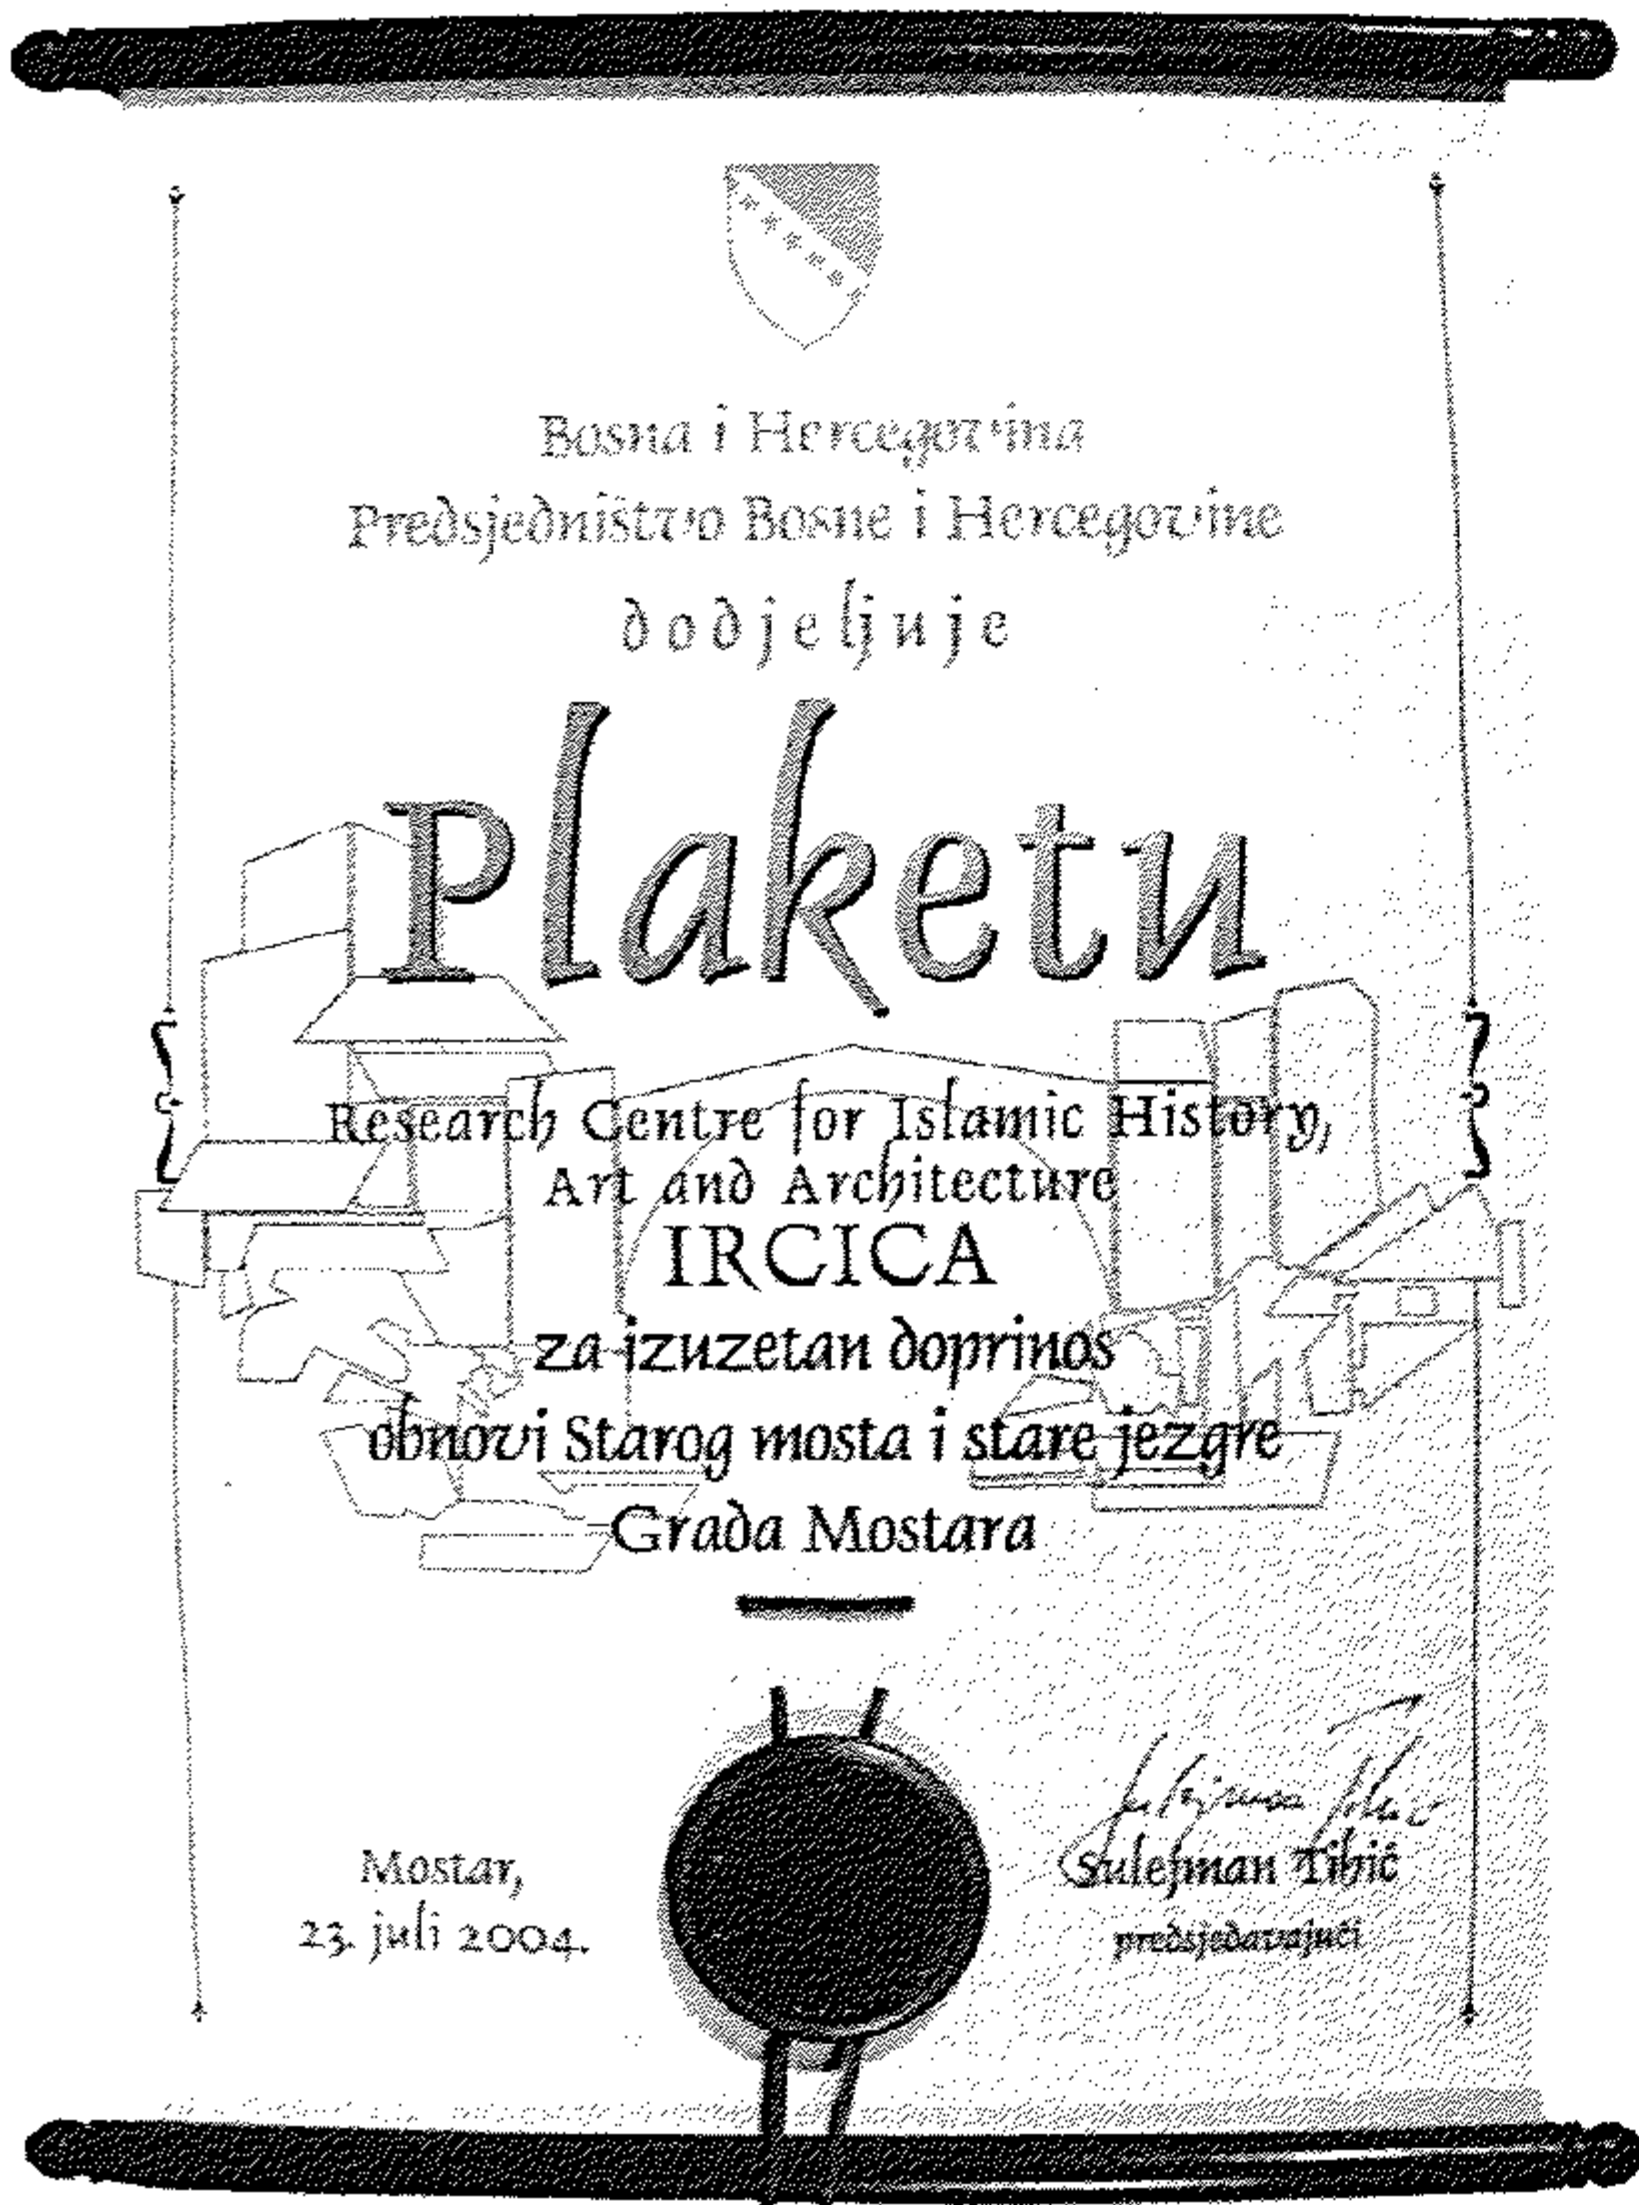 Bosna i Hercegovina
Predsjedništvo Bosne i Hercegovine
dodjeljuje
Plaketu
Research Centre for Islamic History,
Art and Architecture
IRCICA
za izuzetan doprinos
obnovi Starog mosta i stare jezgre
Grada Mostara
Mostar,
23. juli 2004.
Sulejman Tihić
predsjedavajući